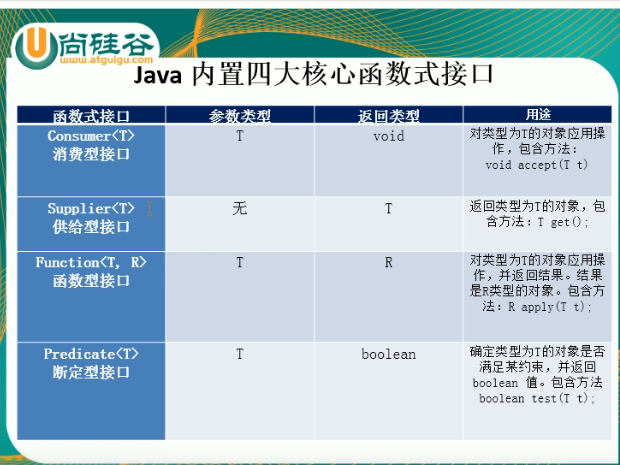 尚硅谷
www.atguigu.com
Java 内置四大核心函数式接口
函数式接口 参数类型 返回类型 用途
Consumer<T>
消费型接口
T
void
对类型为T的对象应用操
作，包含方法：
void accept(T t)
Supplier<T>
供给型接口
无
T
返回类型为T的对象，包
含方法：T get();
Function<T, R>
函数型接口
T
R
对类型为T的对象应用操
作，并返回结果。结果
是R类型的对象。包含方
法：R apply(T t);
Predicate<T>
断定型接口
T
boolean
确定类型为T的对象是否
满足某约束，并返回
boolean 值。包含方法
boolean test(T t);